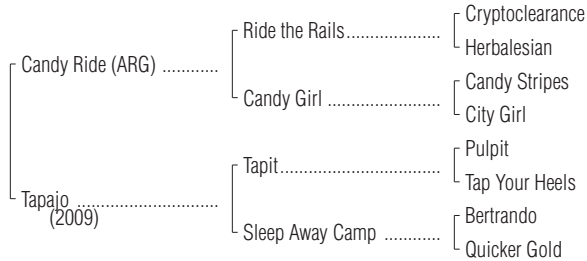 Cryptoclearance
Ride the Rails....................
Herbalesian
Candy Ride (ARG) ............
Candy Stripes
Candy Girl ........................
City Girl
Pulpit
Tapit.................................
Tap Your Heels
Tapajo ..............................
(2009)
Bertrando
Sleep Away Camp ............
Quicker Gold